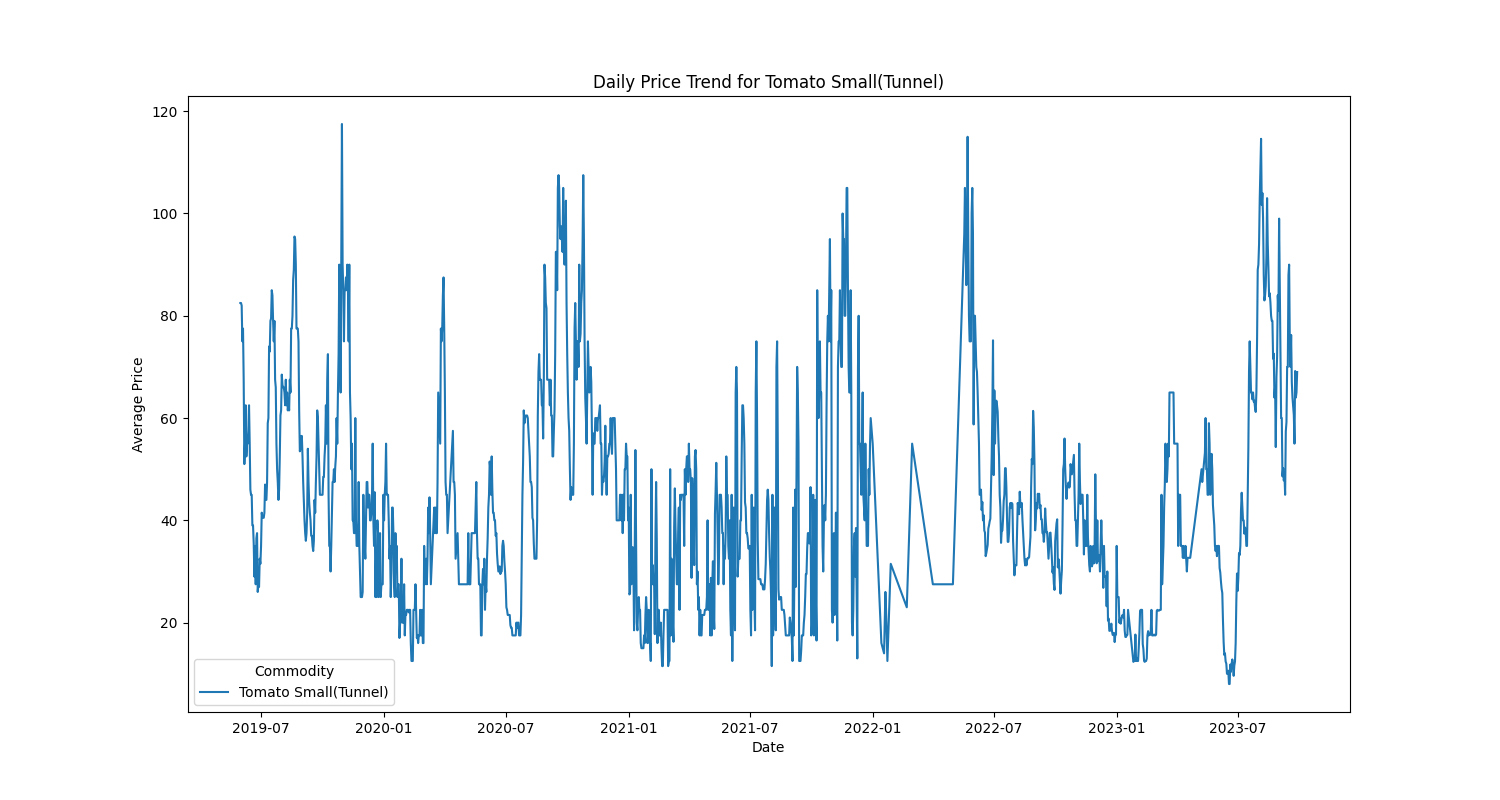 Daily Price Trend for Tomato Small(Tunnel)
120
100
80
60
40
20
Average Price
Commodity
Tomato Small(Tunnel)
2019-07 2020-01 2020-07 2021-01 2021-07 2022-01 2022-07 2023-01 2023-07
Date